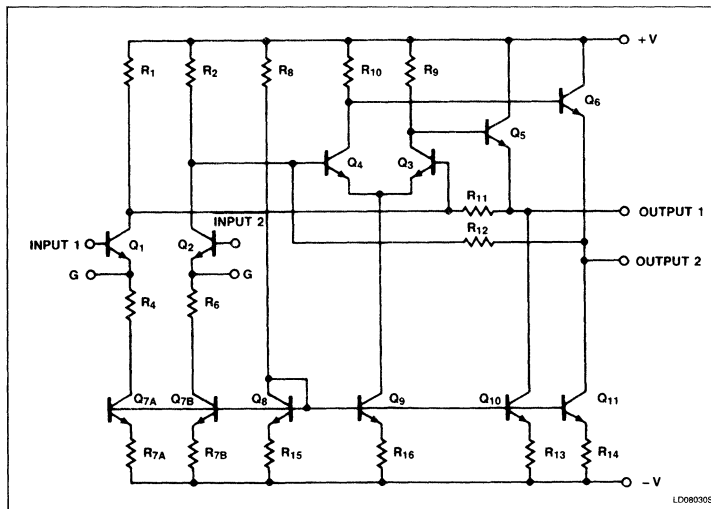 +V
R1 R2 R8 R10 R9
Q6
Q5
Q4 Q3
R11
OUTPUT 1
INPUT 2
INPUT 1 Q1 Q2
R12
OUTPUT 2
G G
R4 R6
Q7A Q7B Q8 Q9 Q10 Q11
R7A R7B R15 R16 R13 R14
-V
LD08030S